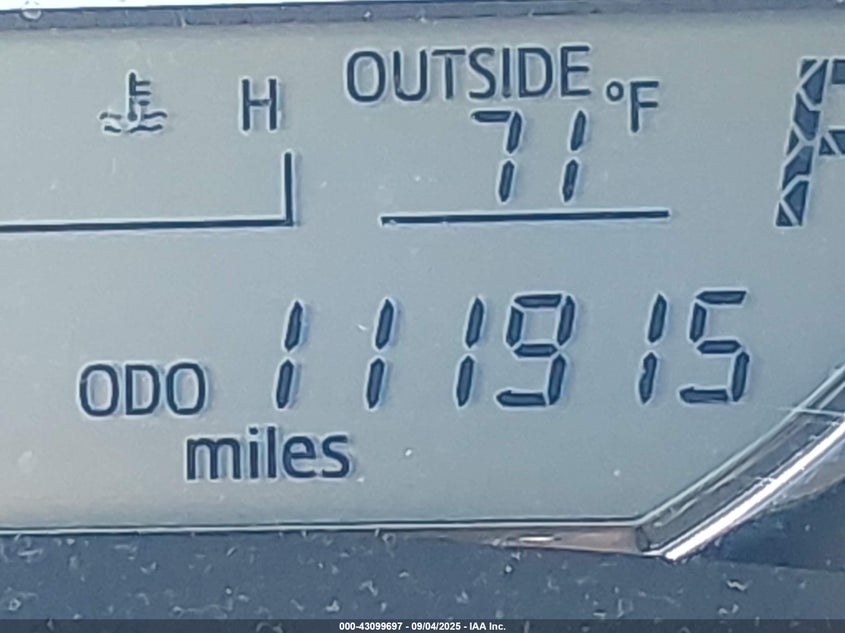 H
OUTSIDE
71 °F
P
ODO 111915
miles
000-43099697 - 09/04/2025 - IAA Inc.